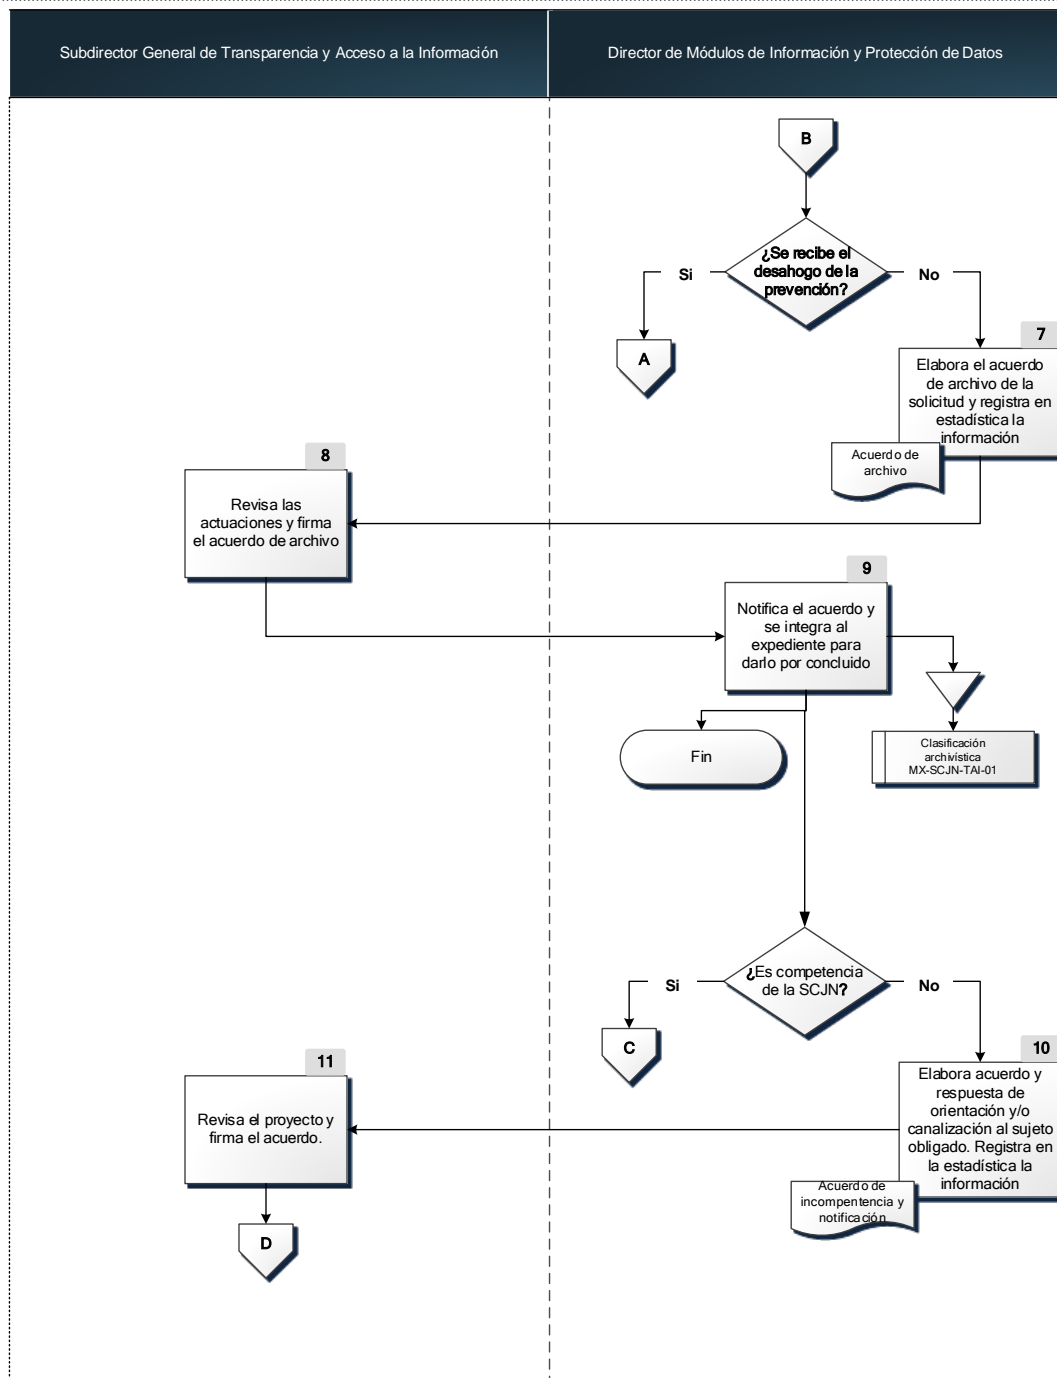 Subdirector General de Transparencia y Acceso a la Información
Director de Módulos de Información y Protección de Datos
B
¿Se recibe el
desahogo de la
prevención?
Si
No
A
7
Elabora el acuerdo
de archivo de la
solicitud y registra en
estadística la
información
Acuerdo de
archivo
8
Revisa las
actuaciones y firma
el acuerdo de archivo
9
Notifica el acuerdo y
se integra al
expediente para
darlo por concluido
Fin
Clasificación
archivística
MX-SCJN-TAI-01
¿Es competencia
de la SCJN?
Si
No
C
10
Elabora acuerdo y
respuesta de
orientación y/o
canalización al sujeto
obligado. Registra en
la estadística la
información
Acuerdo de
incompentencia y
notificación
11
Revisa el proyecto y
firma el acuerdo.
D